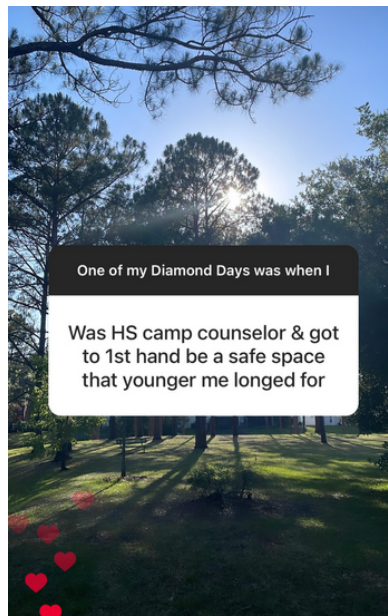 One of my Diamond Days was when I
Was HS camp counselor & got
to 1st hand be a safe space
that younger me longed for